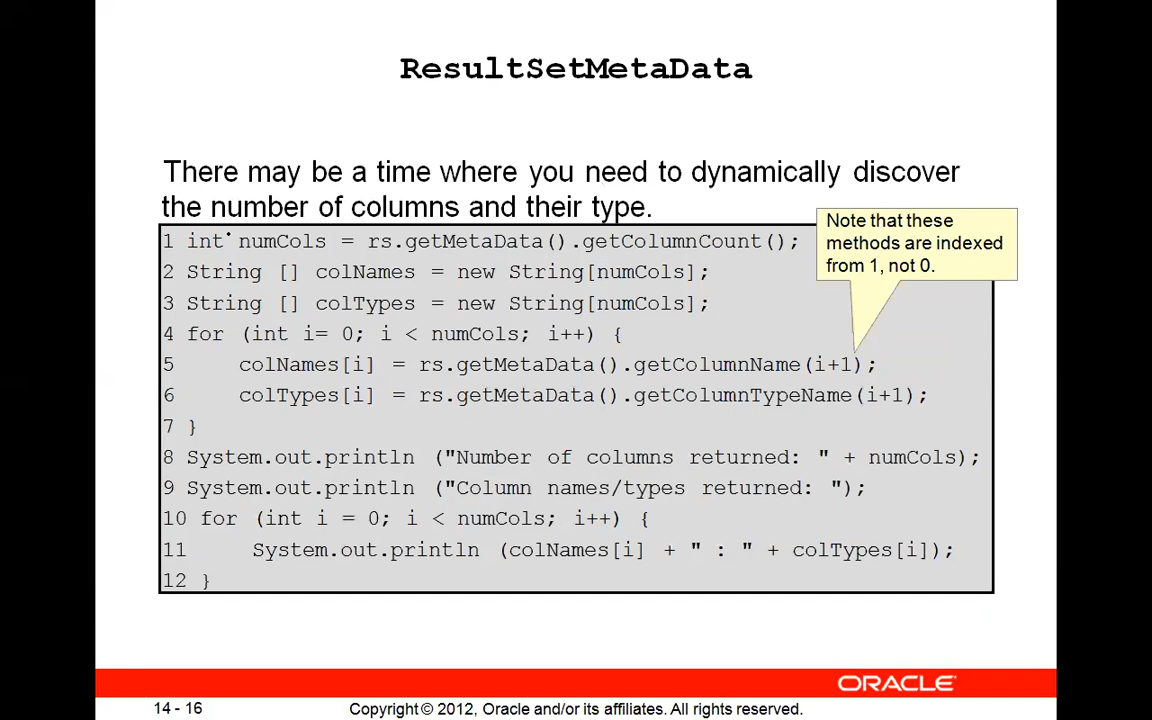 ResultSetMetaData
There may be a time where you need to dynamically discover
the number of columns and their type.
Note that these
methods are indexed
from 1, not 0.
1 int numCols = rs.getMetaData().getColumnCount();
2 String [] colNames = new String[numCols];
3 String [] colTypes = new String[numCols];
4 for (int i= 0; i < numCols; i++) {
5 colNames[i] = rs.getMetaData().getColumnName(i+1);
6 colTypes[i] = rs.getMetaData().getColumnTypeName(i+1);
7 }
8 System.out.println ("Number of columns returned: " + numCols);
9 System.out.println ("Column names/types returned: ");
10 for (int i = 0; i < numCols; i++) {
11 System.out.println (colNames[i] + " : " + colTypes[i]);
12 }
ORACLE
14 - 16
Copyright © 2012, Oracle and/or its affiliates. All rights reserved.